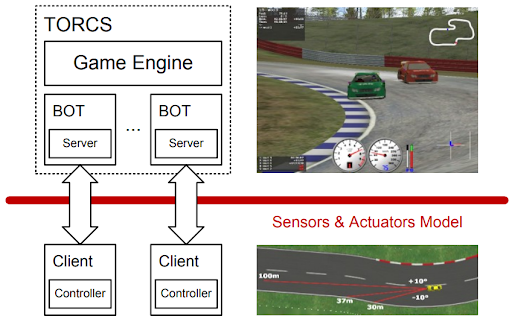 TORCS
Game Engine
BOT
Server
...
BOT
Server
Sensors & Actuators Model
Client
Controller
Client
Controller
100m
+10°
-10°
37m
30m